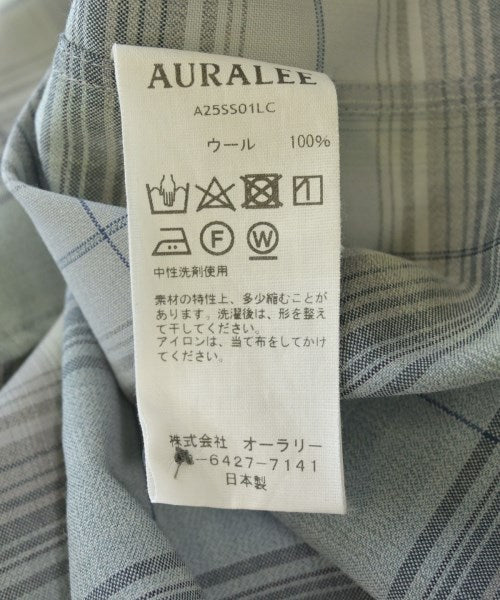 AURALEE
A25SS01LC
ウール 100%
1
F W
中性洗剤使用
素材の特性上、多少縮むことが
あります。洗濯後は、形を整え
て干してください。
アイロンは、当て布をしてかけ
てください。
株式会社 オーラリー
-6427-7141
日本製